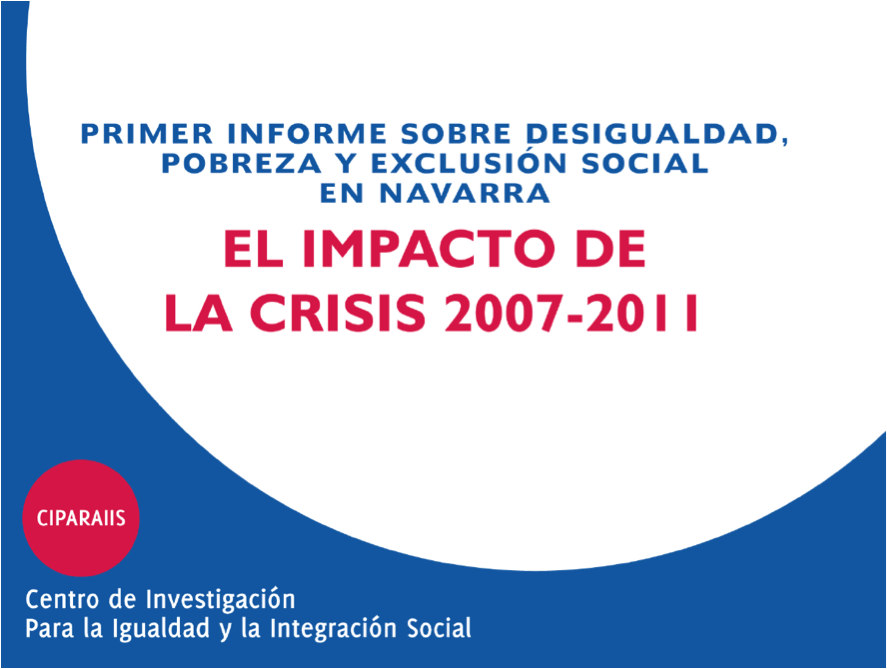 PRIMER INFORME SOBRE DESIGUALDAD,
POBREZA Y EXCLUSIÓN SOCIAL
EN NAVARRA
EL IMPACTO DE
LA CRISIS 2007-2011
CIPARAIIS
Centro de Investigación
Para la Igualdad y la Integración Social